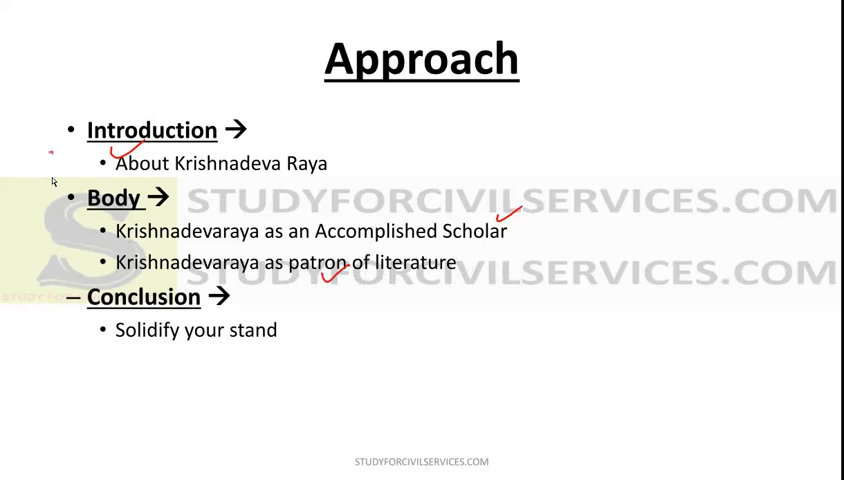 Approach
• Introduction →
• About Krishnadeva Raya
• Body →
STUDYFORCIVILSERVICES.COM
• Krishnadevaraya as an Accomplished Scholar
• Krishnadevaraya as patron of literature
STUDYFORCIVILSERVICES.COM
– Conclusion →
• Solidify your stand
STUDYFORCIVILSERVICES.COM